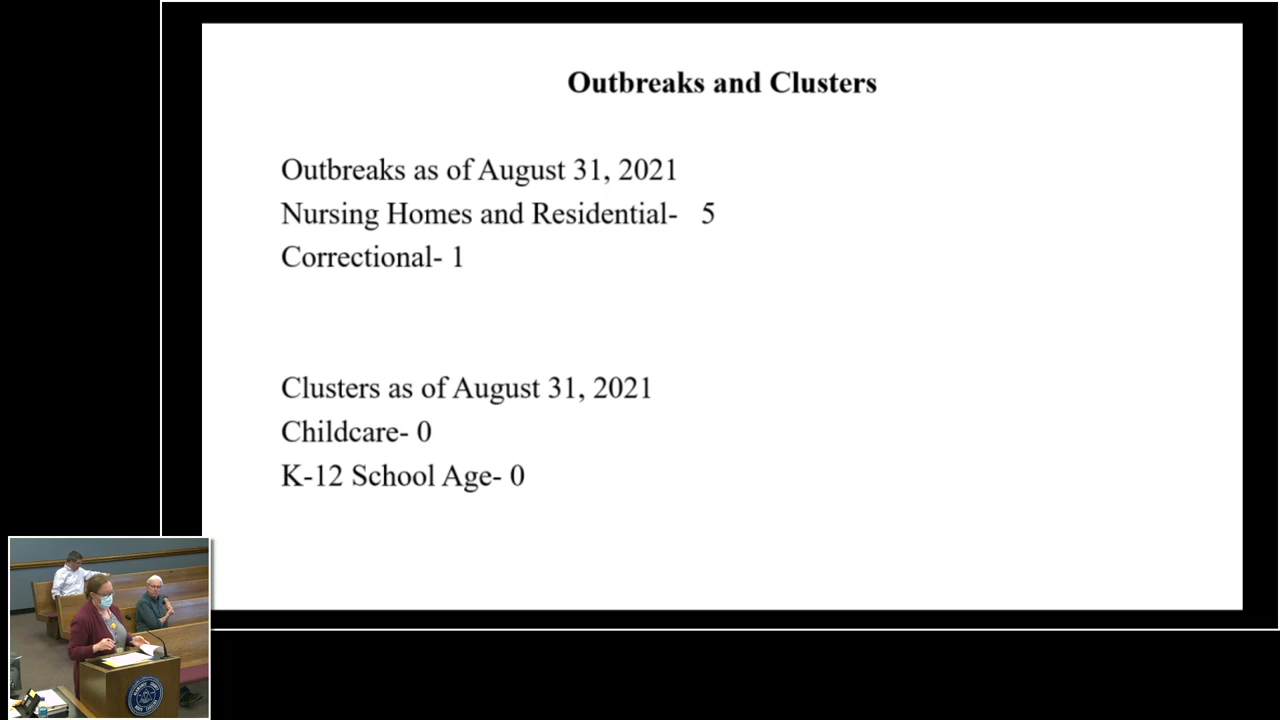 Outbreaks and Clusters
Outbreaks as of August 31, 2021
Nursing Homes and Residential- 5
Correctional- 1
Clusters as of August 31, 2021
Childcare- 0
K-12 School Age- 0